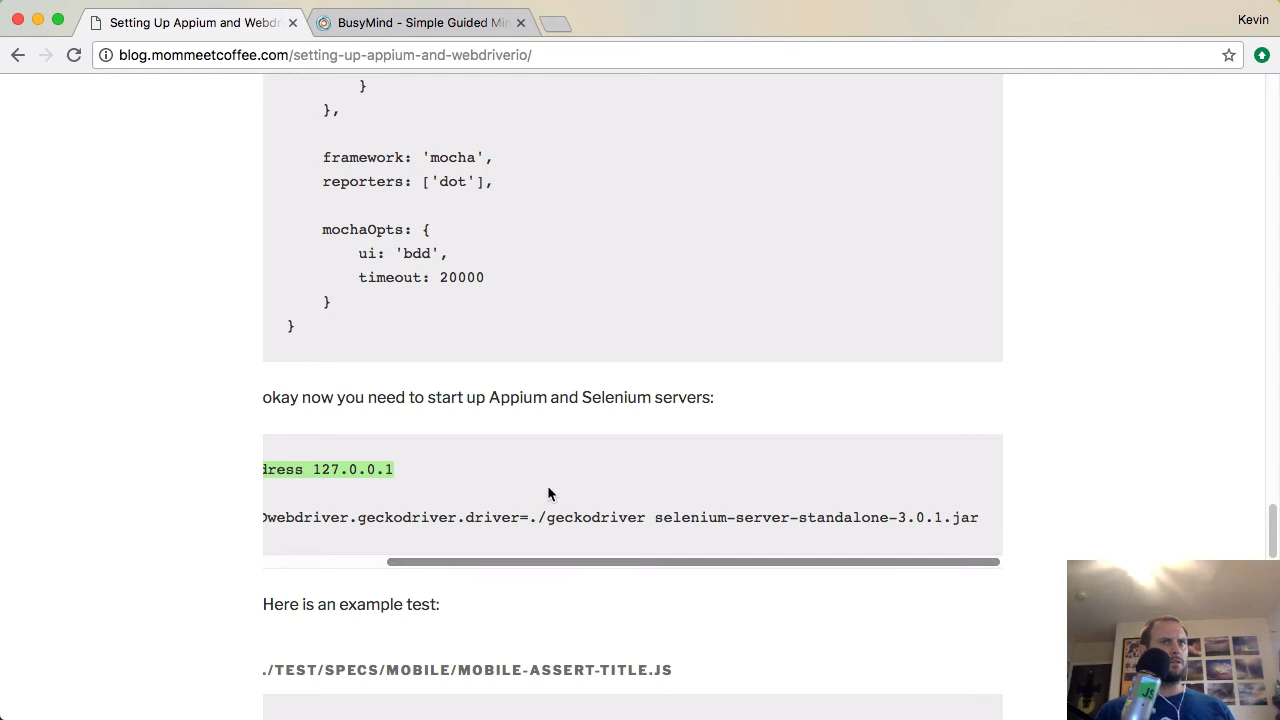 Setting Up Appium and Webdri
BusyMind - Simple Guided Min
Kevin
blog.mommeetcoffee.com/setting-up-appium-and-webdriverio/
}
},
framework: 'mocha',
reporters: ['dot'],
mochaOpts: {
ui: 'bdd',
timeout: 20000
}
}
okay now you need to start up Appium and Selenium servers:
dress 127.0.0.1
Dwebdriver.geckodriver.driver=./geckodriver selenium-server-standalone-3.0.1.jar
Here is an example test:
./TEST/SPECS/MOBILE/MOBILE-ASSERT-TITLE.JS
JS